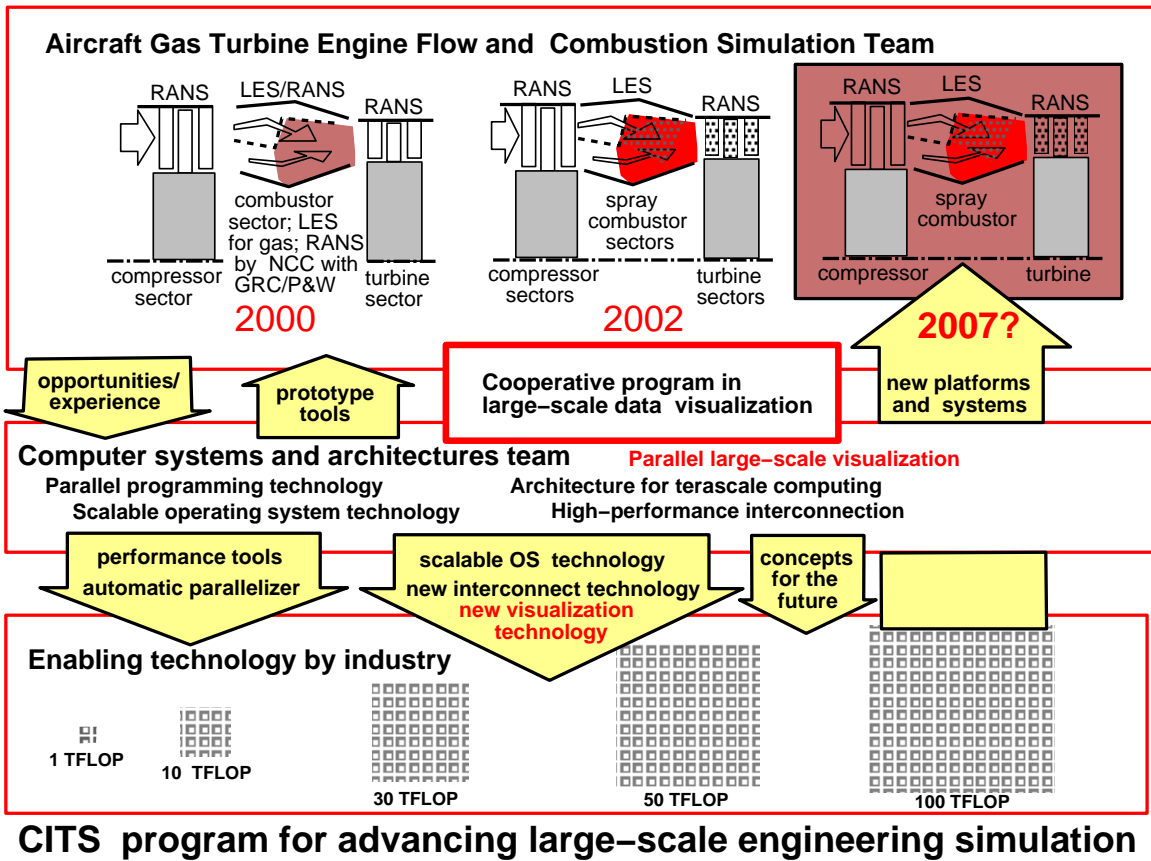 Aircraft Gas Turbine Engine Flow and Combustion Simulation Team
RANS
LES/RANS
RANS
combustor
sector; LES
for gas; RANS
by NCC with
GRC/P&W
compressor
sector
turbine
sector
2000
RANS
LES
RANS
spray
combustor
sectors
compressor
sectors
turbine
sectors
2002
RANS
LES
RANS
spray
combustor
compressor
turbine
2007?
new platforms
and systems
opportunities/
experience
prototype
tools
Cooperative program in
large–scale data visualization
Computer systems and architectures team
Parallel large–scale visualization
Parallel programming technology
Architecture for terascale computing
Scalable operating system technology
High–performance interconnection
performance tools
automatic parallelizer
scalable OS technology
new interconnect technology
new visualization
technology
concepts
for the
future
Enabling technology by industry
1 TFLOP
10 TFLOP
30 TFLOP
50 TFLOP
100 TFLOP
CITS program for advancing large–scale engineering simulation